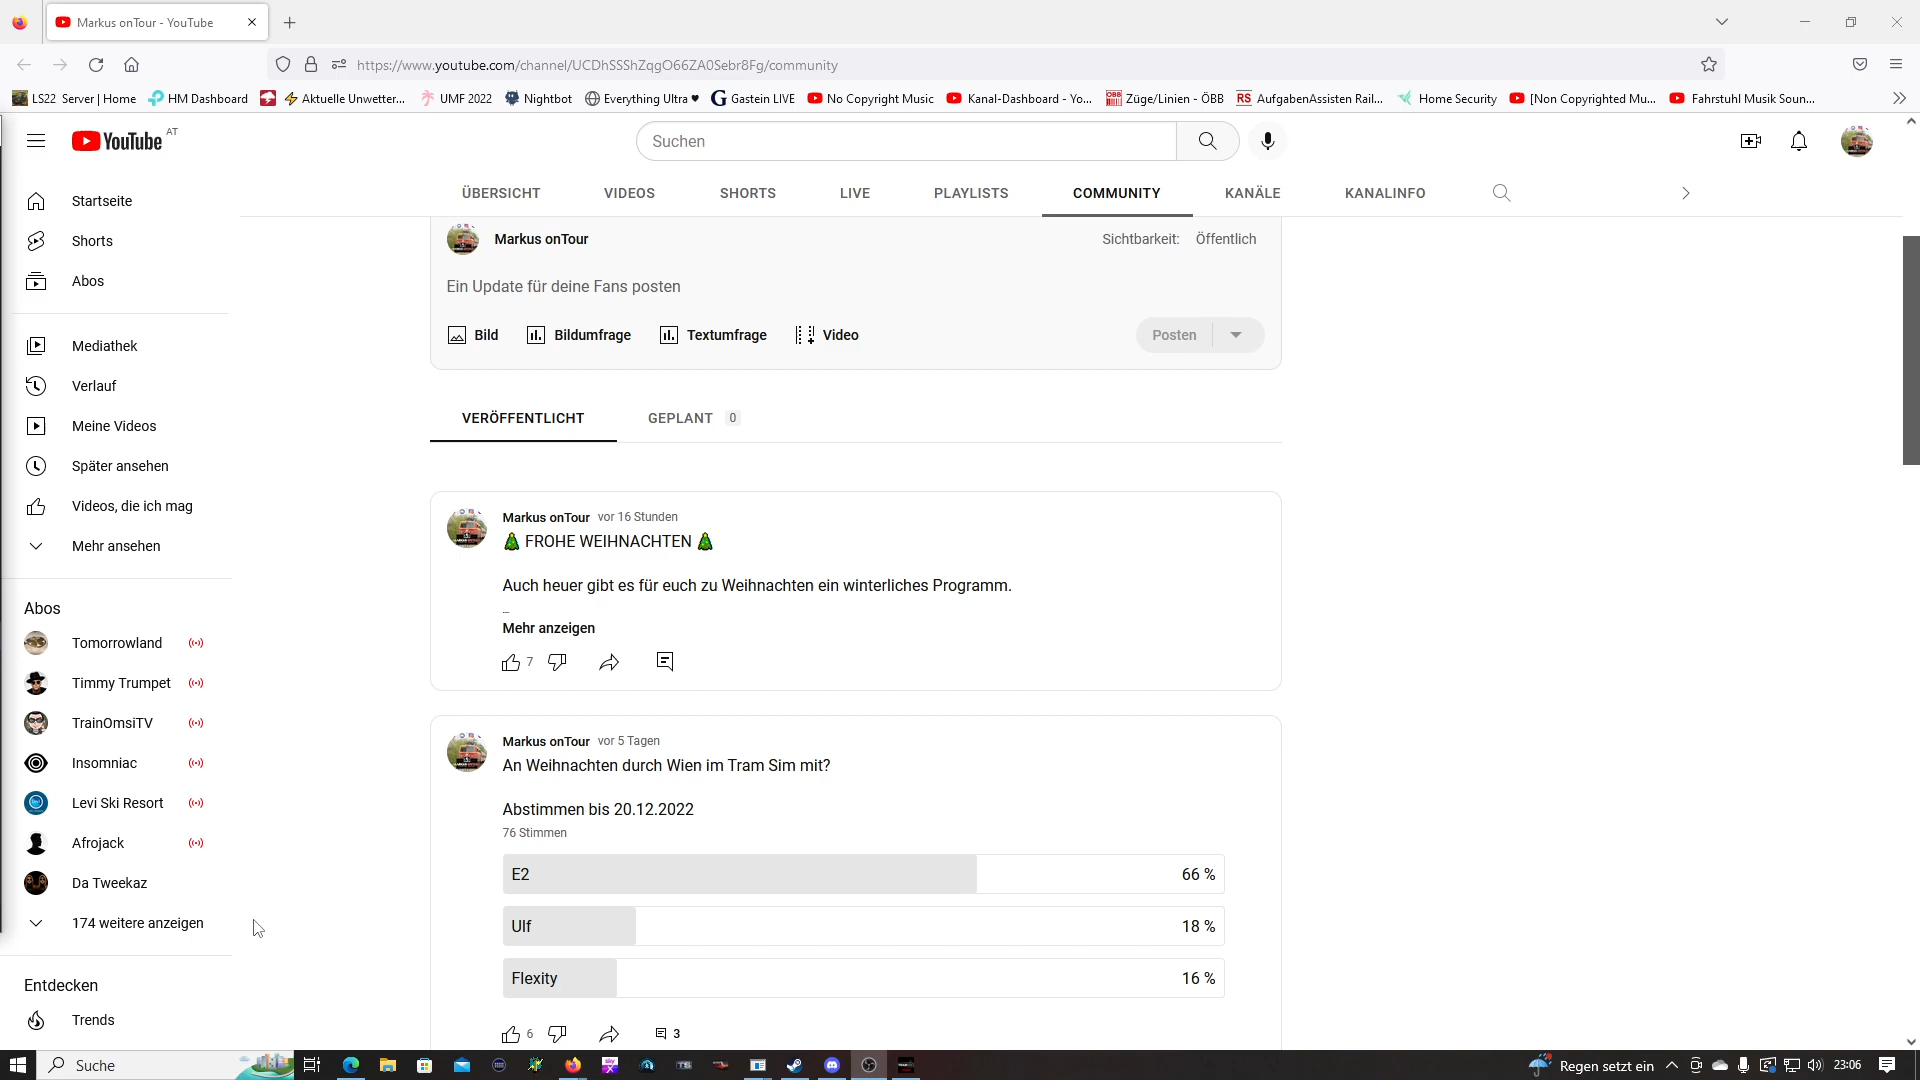 Markus onTour - YouTube
https://www.youtube.com/channel/UCDhSSShZqgO66ZA0Sebr8Fg/community
LS22 Server | Home
HM Dashboard
Aktuelle Unwetter...
UMF 2022
Nightbot
Everything Ultra ♥
Gastein LIVE
No Copyright Music
Kanal-Dashboard - Yo...
Züge/Linien - ÖBB
AufgabenAssisten Rail...
Home Security
[Non Copyrighted Mu...
Fahrstuhl Musik Soun...
YouTube AT
Suchen
ÜBERSICHT
VIDEOS
SHORTS
LIVE
PLAYLISTS
COMMUNITY
KANÄLE
KANALINFO
Startseite
Shorts
Abos
Mediathek
Verlauf
Meine Videos
Später ansehen
Videos, die ich mag
Mehr ansehen
Abos
Tomorrowland
Timmy Trumpet
TrainOmsiTV
Insomniac
Levi Ski Resort
Afrojack
Da Tweekaz
174 weitere anzeigen
Entdecken
Trends
Markus onTour
Sichtbarkeit: Öffentlich
Ein Update für deine Fans posten
Bild
Bildumfrage
Textumfrage
Video
Posten
VERÖFFENTLICHT
GEPLANT 0
Markus onTour vor 16 Stunden
🎄 FROHE WEIHNACHTEN 🎄
Auch heuer gibt es für euch zu Weihnachten ein winterliches Programm.
...
Mehr anzeigen
7
Markus onTour vor 5 Tagen
An Weihnachten durch Wien im Tram Sim mit?
Abstimmen bis 20.12.2022
76 Stimmen
E2 66 %
Ulf 18 %
Flexity 16 %
6
3
Suche
Regen setzt ein
23:06